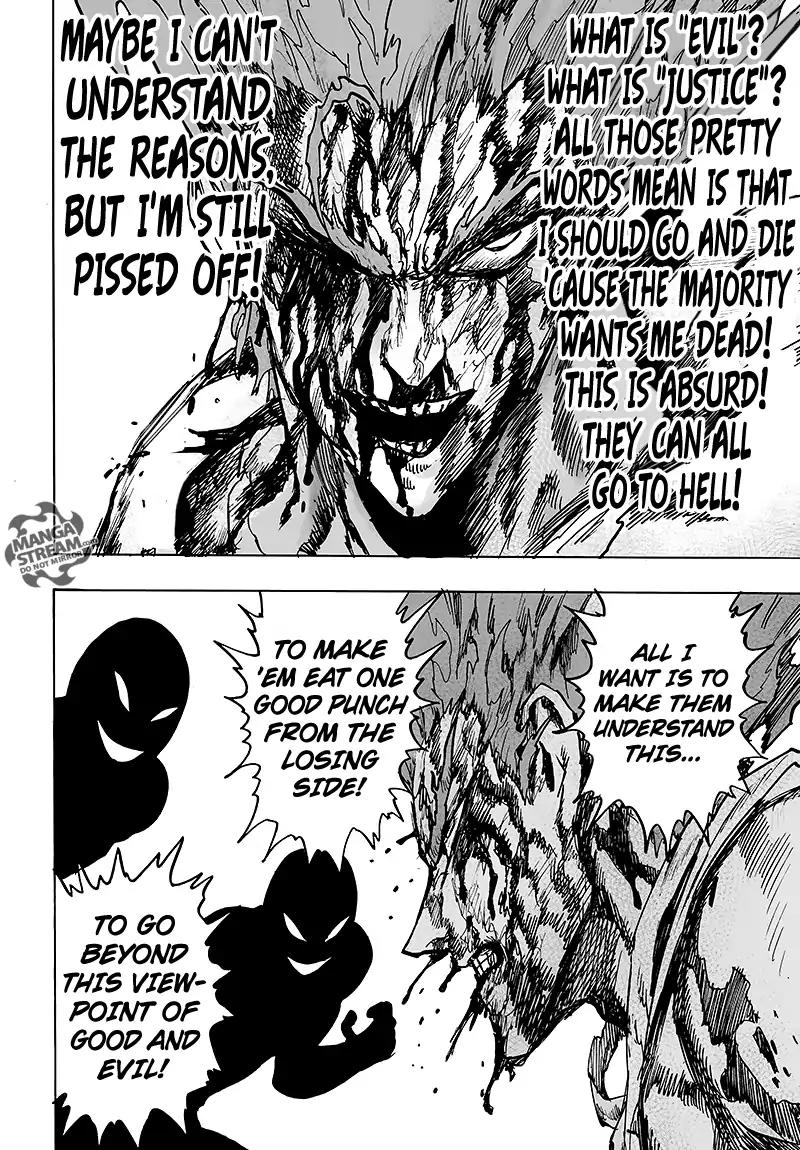 WHAT IS "EVIL"?
WHAT IS "JUSTICE"?
ALL THOSE PRETTY
WORDS MEAN IS THAT
I SHOULD GO AND DIE
'CAUSE THE MAJORITY
WANTS ME DEAD!
THIS IS ABSURD!
THEY CAN ALL
GO TO HELL!
MAYBE I CAN'T
UNDERSTAND
THE REASONS,
BUT I'M STILL
PISSED OFF!
MANGA
STREAM.com
DO NOT MIRROR
ALL I
WANT IS TO
MAKE THEM
UNDERSTAND
THIS...
TO MAKE
'EM EAT ONE
GOOD PUNCH
FROM THE
LOSING
SIDE!
TO GO
BEYOND
THIS VIEW-
POINT OF
GOOD AND
EVIL!